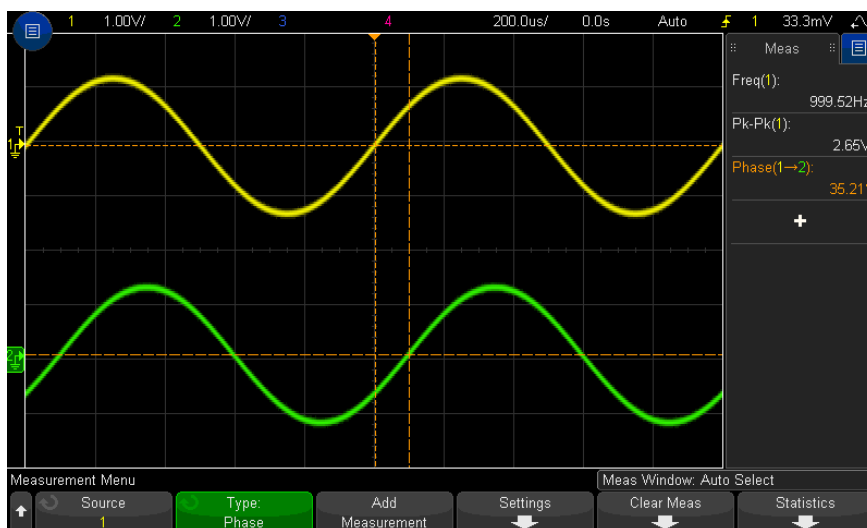 1 1.00V/ 2 1.00V/ 3 4 200.0us/ 0.0s Auto 1 33.3mV
Meas
Freq(1):
999.52Hz
Pk-Pk(1):
2.65V
Phase(1→2):
35.21°
+
T
1
2
Measurement Menu
Meas Window: Auto Select
Source
1
Type:
Phase
Add
Measurement
Settings
Clear Meas
Statistics